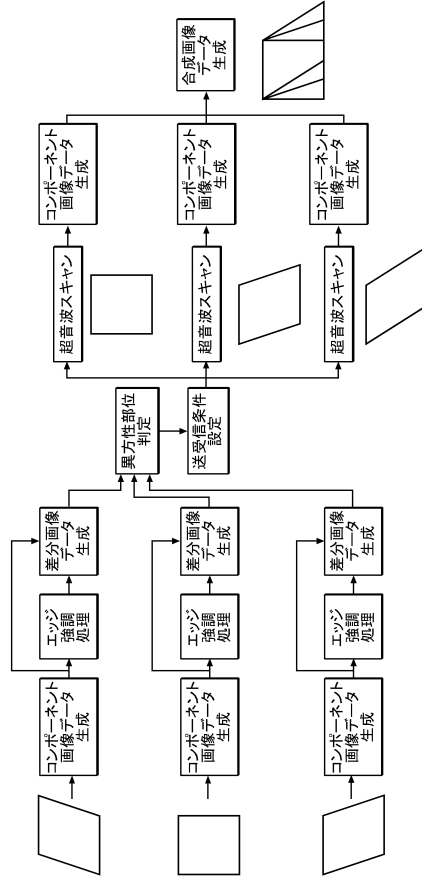 コンポーネント
画像データ
生成
エッジ
強調
処理
差分画像
データ
生成
コンポーネント
画像データ
生成
エッジ
強調
処理
差分画像
データ
生成
コンポーネント
画像データ
生成
エッジ
強調
処理
差分画像
データ
生成
異方性部位
判定
送受信条件
設定
超音波スキャン
コンポーネント
画像データ
生成
超音波スキャン
コンポーネント
画像データ
生成
超音波スキャン
コンポーネント
画像データ
生成
合成画像
データ
生成